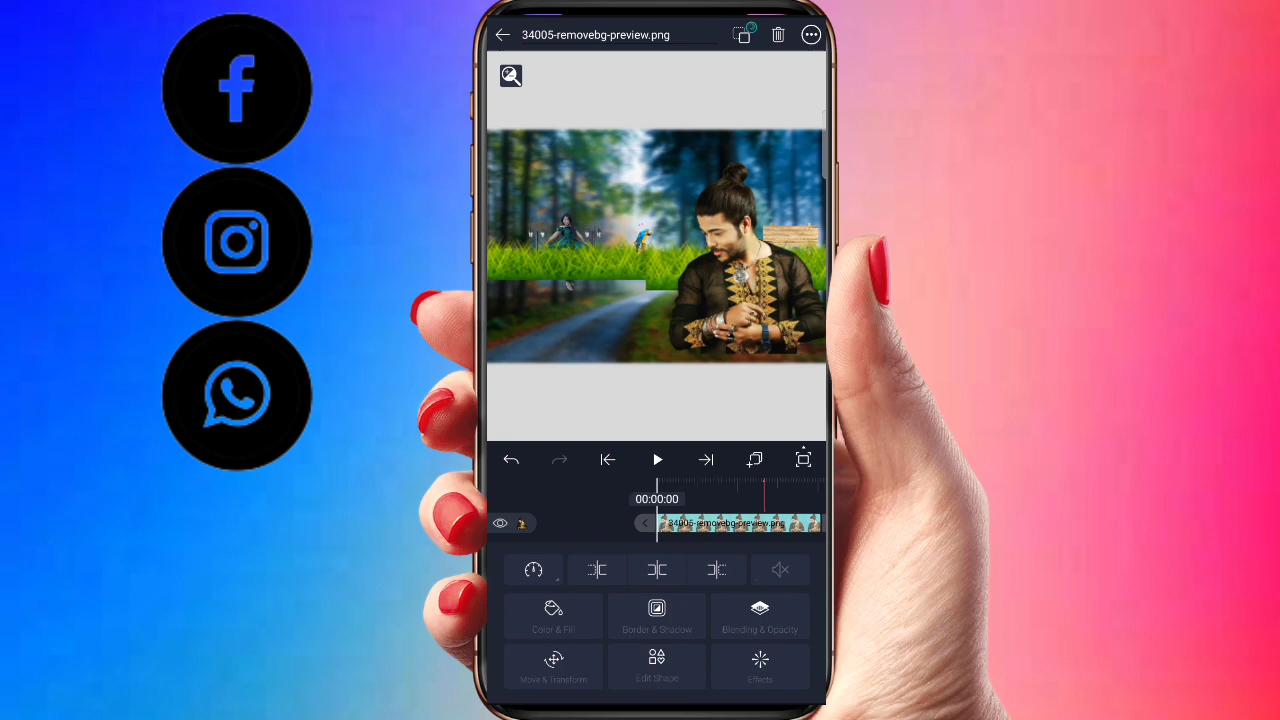 34005-removebg-preview.png
00:00:00
34005-removebg-preview.png
Color & Fill
Border & Shadow
Blending & Opacity
Move & Transform
Edit Shape
Effects